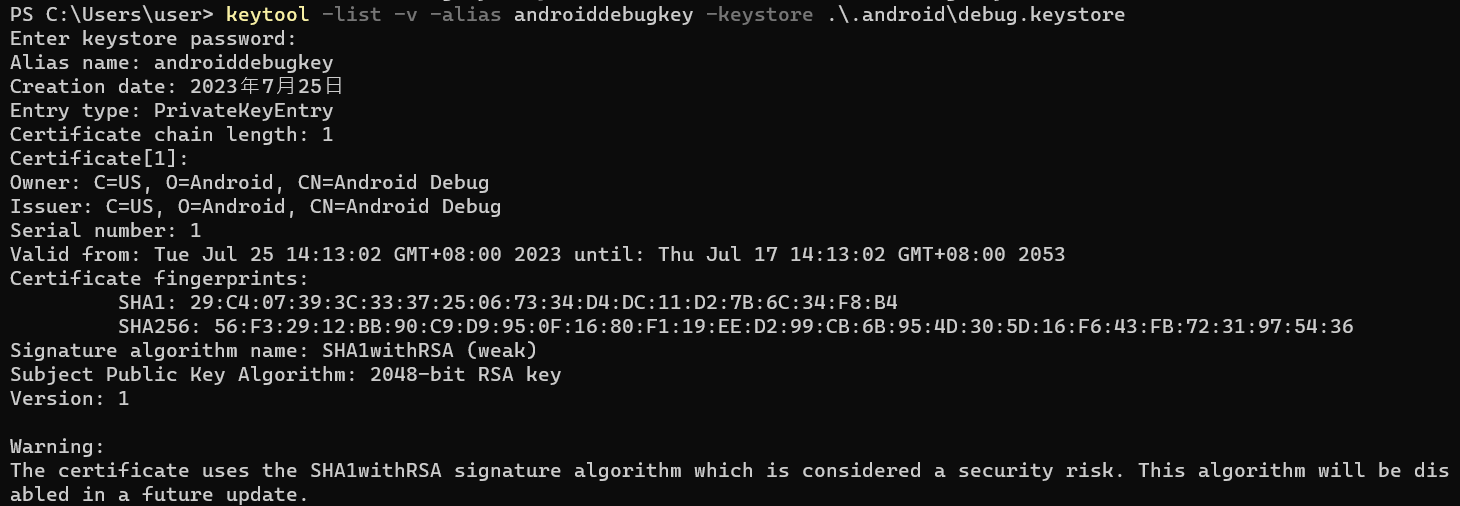 PS C:\Users\user> keytool -list -v -alias androiddebugkey -keystore .\.android\debug.keystore
Enter keystore password:
Alias name: androiddebugkey
Creation date: 2023年7月25日
Entry type: PrivateKeyEntry
Certificate chain length: 1
Certificate[1]:
Owner: C=US, O=Android, CN=Android Debug
Issuer: C=US, O=Android, CN=Android Debug
Serial number: 1
Valid from: Tue Jul 25 14:13:02 GMT+08:00 2023 until: Thu Jul 17 14:13:02 GMT+08:00 2053
Certificate fingerprints:
SHA1: 29:C4:07:39:3C:33:37:25:06:73:34:D4:DC:11:D2:7B:6C:34:F8:B4
SHA256: 56:F3:29:12:BB:90:C9:D9:95:0F:16:80:F1:19:EE:D2:99:CB:6B:95:4D:30:5D:16:F6:43:FB:72:31:97:54:36
Signature algorithm name: SHA1withRSA (weak)
Subject Public Key Algorithm: 2048-bit RSA key
Version: 1
Warning:
The certificate uses the SHA1withRSA signature algorithm which is considered a security risk. This algorithm will be dis
abled in a future update.